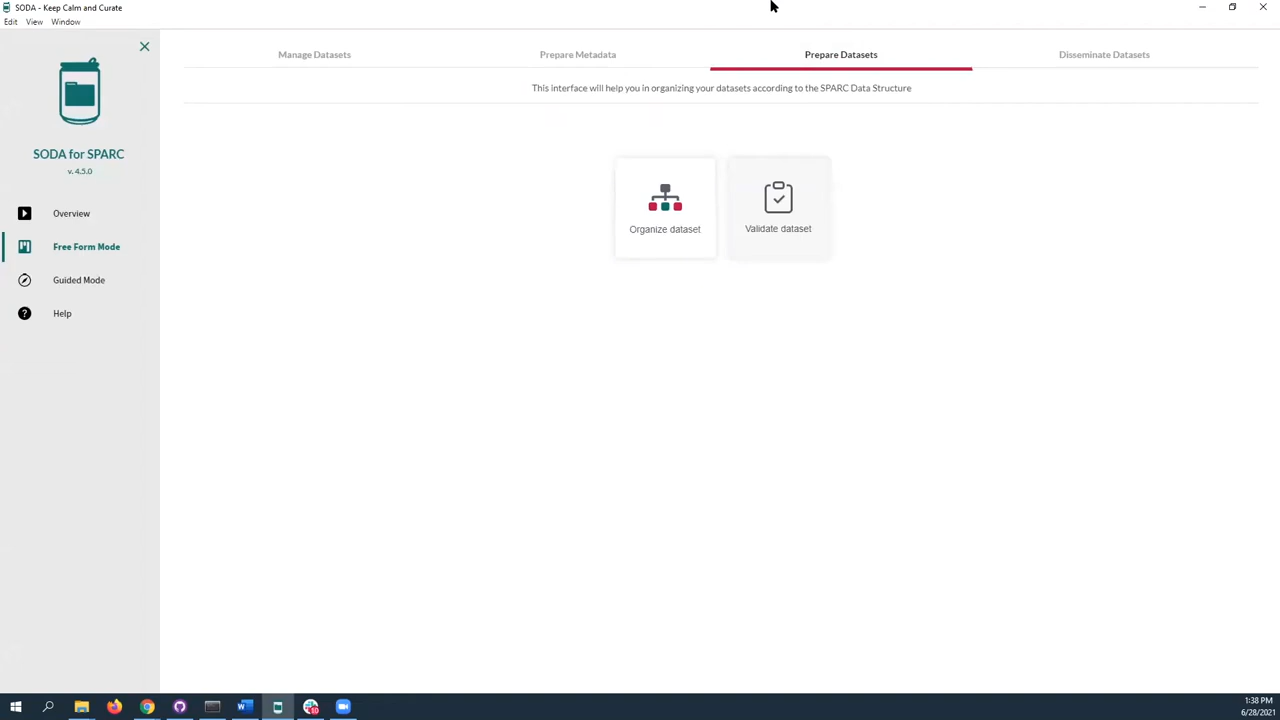 SODA - Keep Calm and Curate
Edit View Window
Manage Datasets
Prepare Metadata
Prepare Datasets
Disseminate Datasets
This interface will help you in organizing your datasets according to the SPARC Data Structure
SODA for SPARC
v. 4.5.0
Overview
Free Form Mode
Guided Mode
Help
Organize dataset
Validate dataset
1:38 PM
6/28/2021